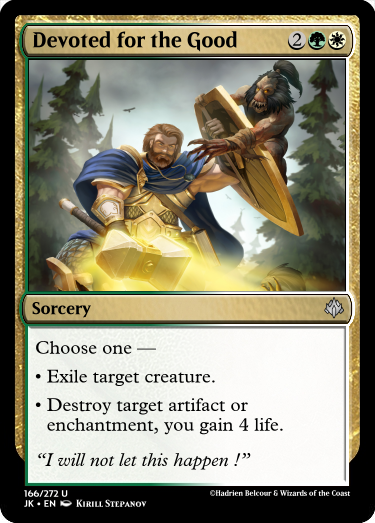 Devoted for the Good 2
Sorcery
Choose one —
• Exile target creature.
• Destroy target artifact or
enchantment, you gain 4 life.
“I will not let this happen !”
166/272 U
JK • EN Kirill Stepanov
©Hadrien Belcour & Wizards of the Coast